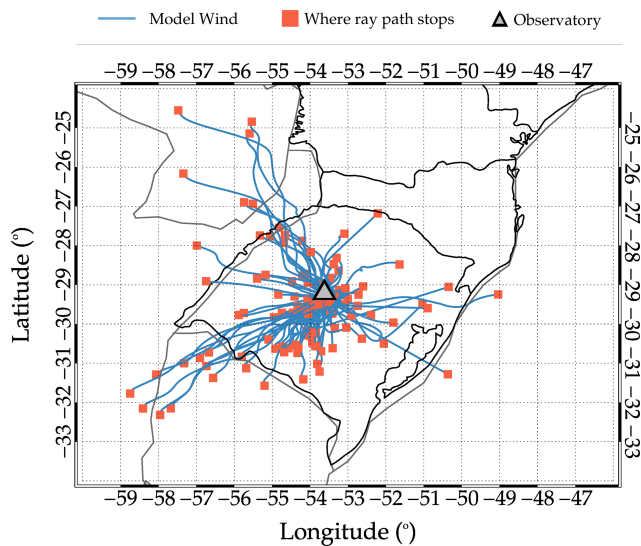 Model Wind Where ray path stops Observatory
−59 −58 −57 −56 −55 −54 −53 −52 −51 −50 −49 −48 −47
−25 −25
−26 −26
−27 −27
−28 −28
−29 −29
−30 −30
−31 −31
−32 −32
−33 −33
Latitude (°)
−59 −58 −57 −56 −55 −54 −53 −52 −51 −50 −49 −48 −47
Longitude (°)